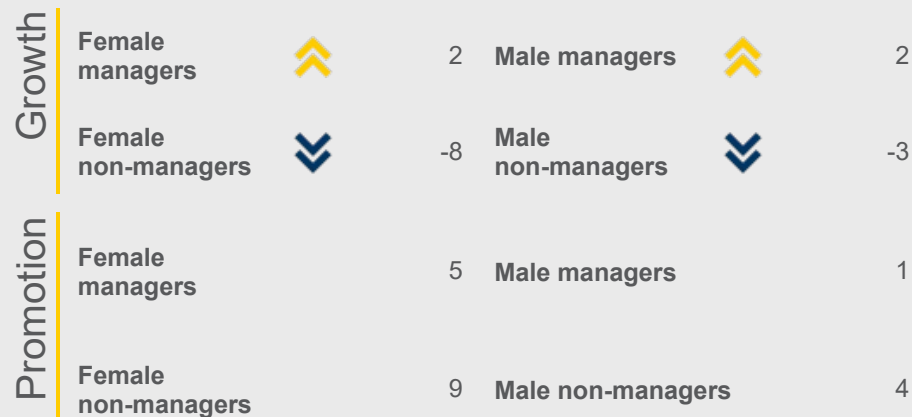 Growth
Female
managers
2
Male managers
2
Female
non-managers
-8
Male
non-managers
-3
Promotion
Female
managers
5
Male managers
1
Female
non-managers
9
Male non-managers
4